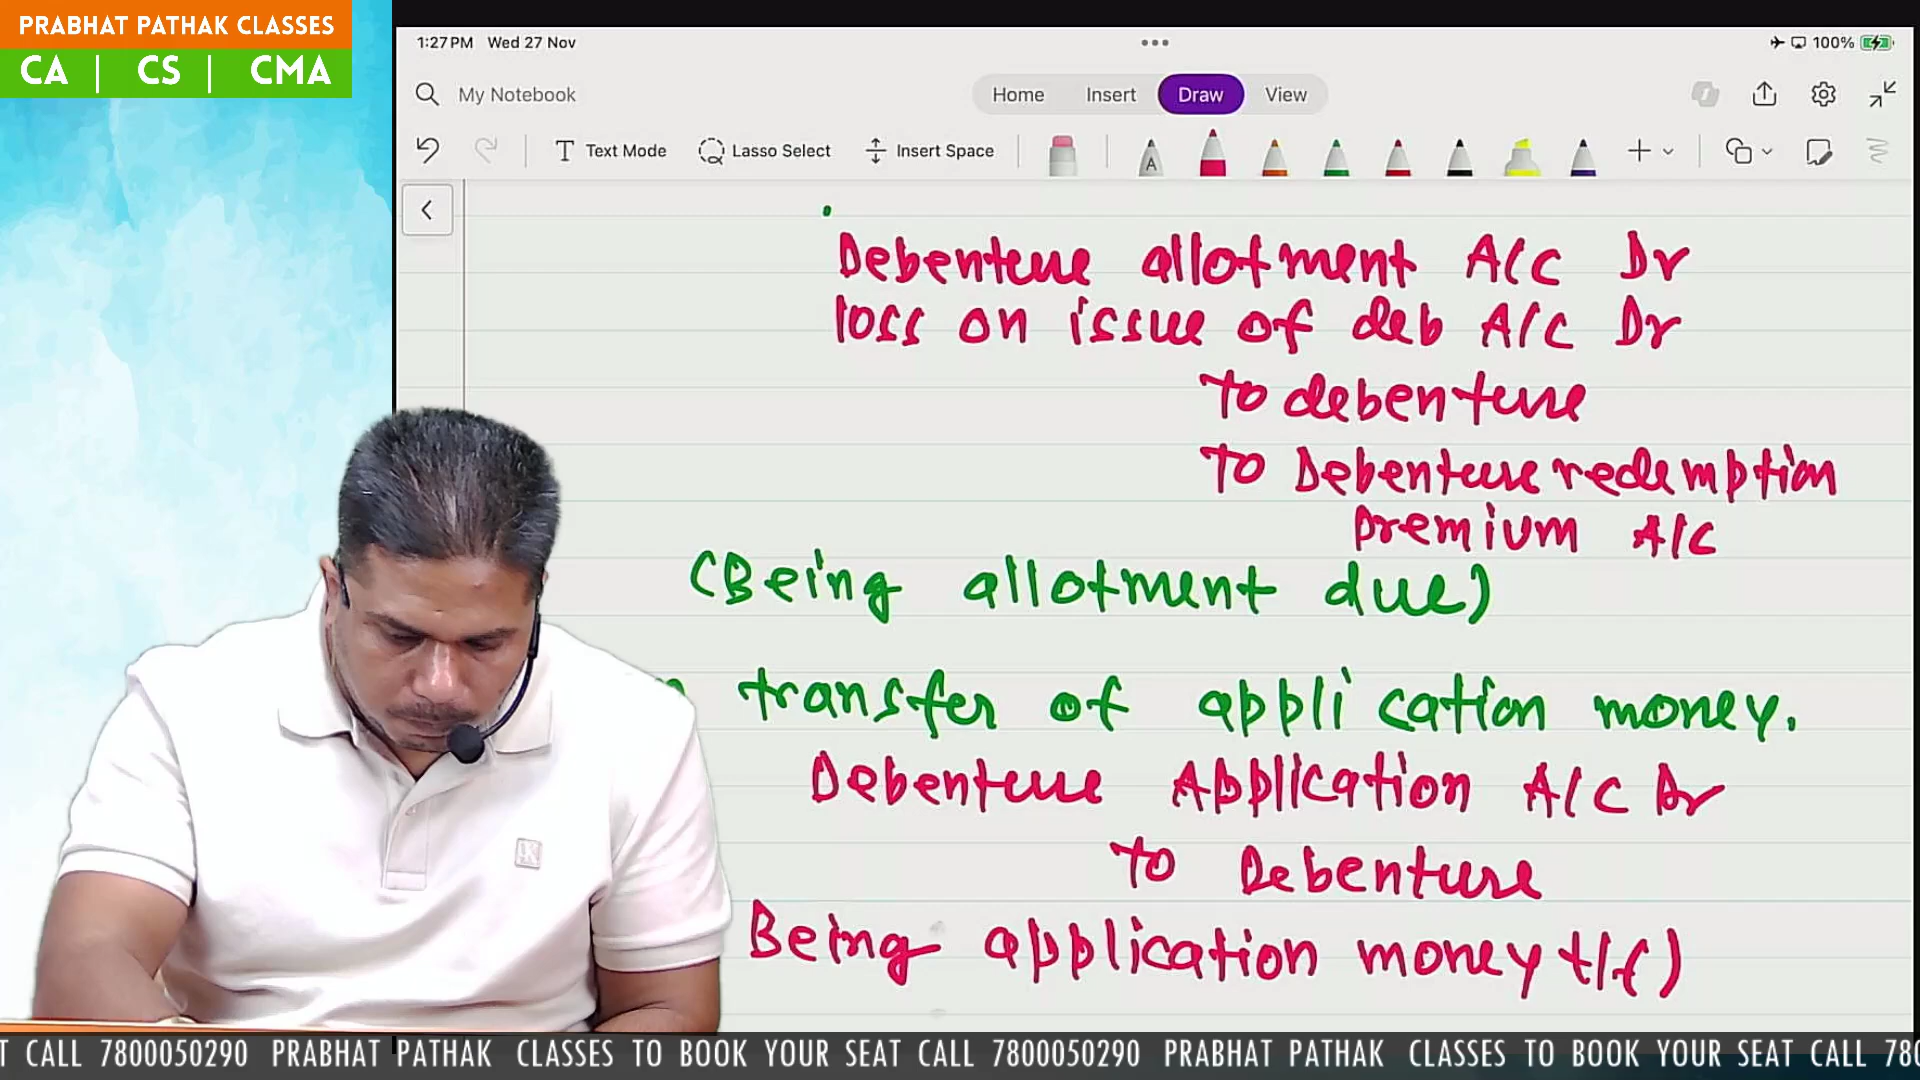 PRABHAT PATHAK CLASSES
CA | CS | CMA
1:27 PM Wed 27 Nov
100%
My Notebook
Home Insert Draw View
Text Mode Lasso Select Insert Space
A
Debenture allotment A/C Dr
loss on issue of deb A/C Dr
To debenture
To Debenture redemption
premium A/C
(Being allotment due)
transfer of application money.
Debenture Application A/C Dr
To Debenture
Being application money t/f)
T CALL 7800050290 PRABHAT PATHAK CLASSES TO BOOK YOUR SEAT CALL 7800050290 PRABHAT PATHAK CLASSES TO BOOK YOUR SEAT CALL 780